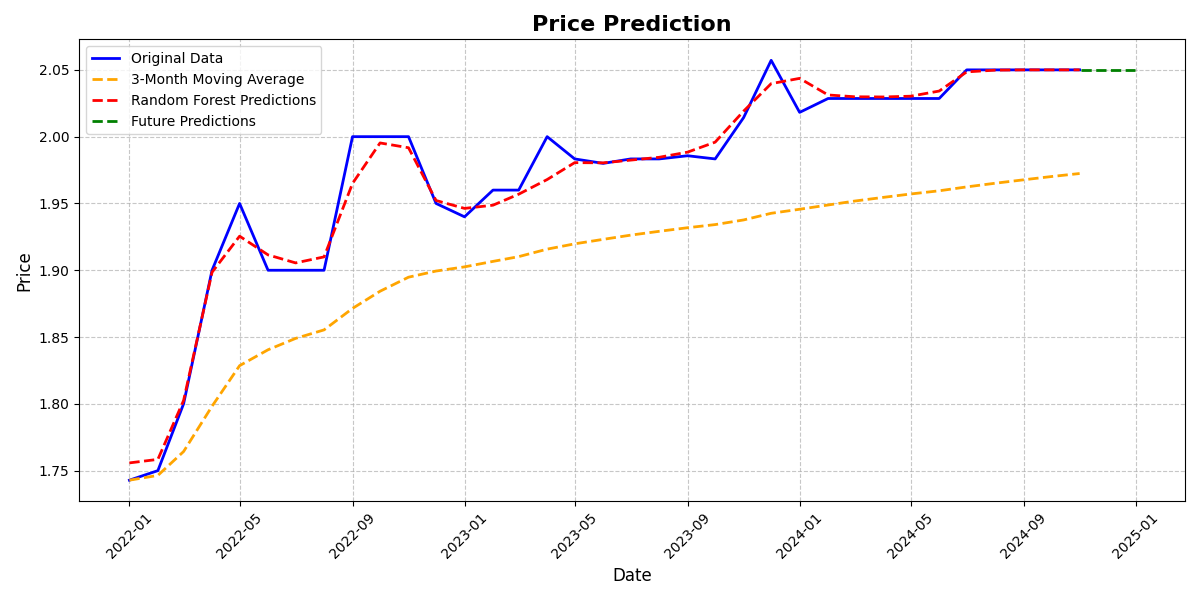 Price Prediction
Original Data
3-Month Moving Average
Random Forest Predictions
Future Predictions
Price
2.05
2.00
1.95
1.90
1.85
1.80
1.75
2022-01
2022-05
2022-09
2023-01
2023-05
2023-09
2024-01
2024-05
2024-09
2025-01
Date